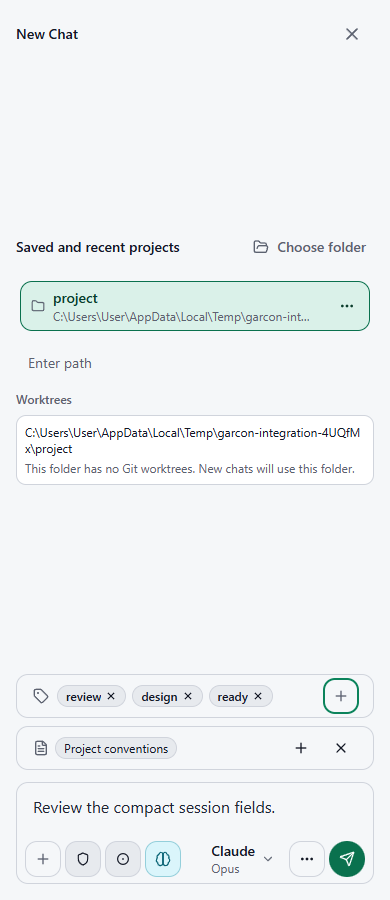 New Chat
Saved and recent projects
Choose folder
project
C:\Users\User\AppData\Local\Temp\garcon-int...
Enter path
Worktrees
C:\Users\User\AppData\Local\Temp\garcon-integration-4UQfM
x\project
This folder has no Git worktrees. New chats will use this folder.
review
design
ready
Project conventions
Review the compact session fields.
Claude
Opus